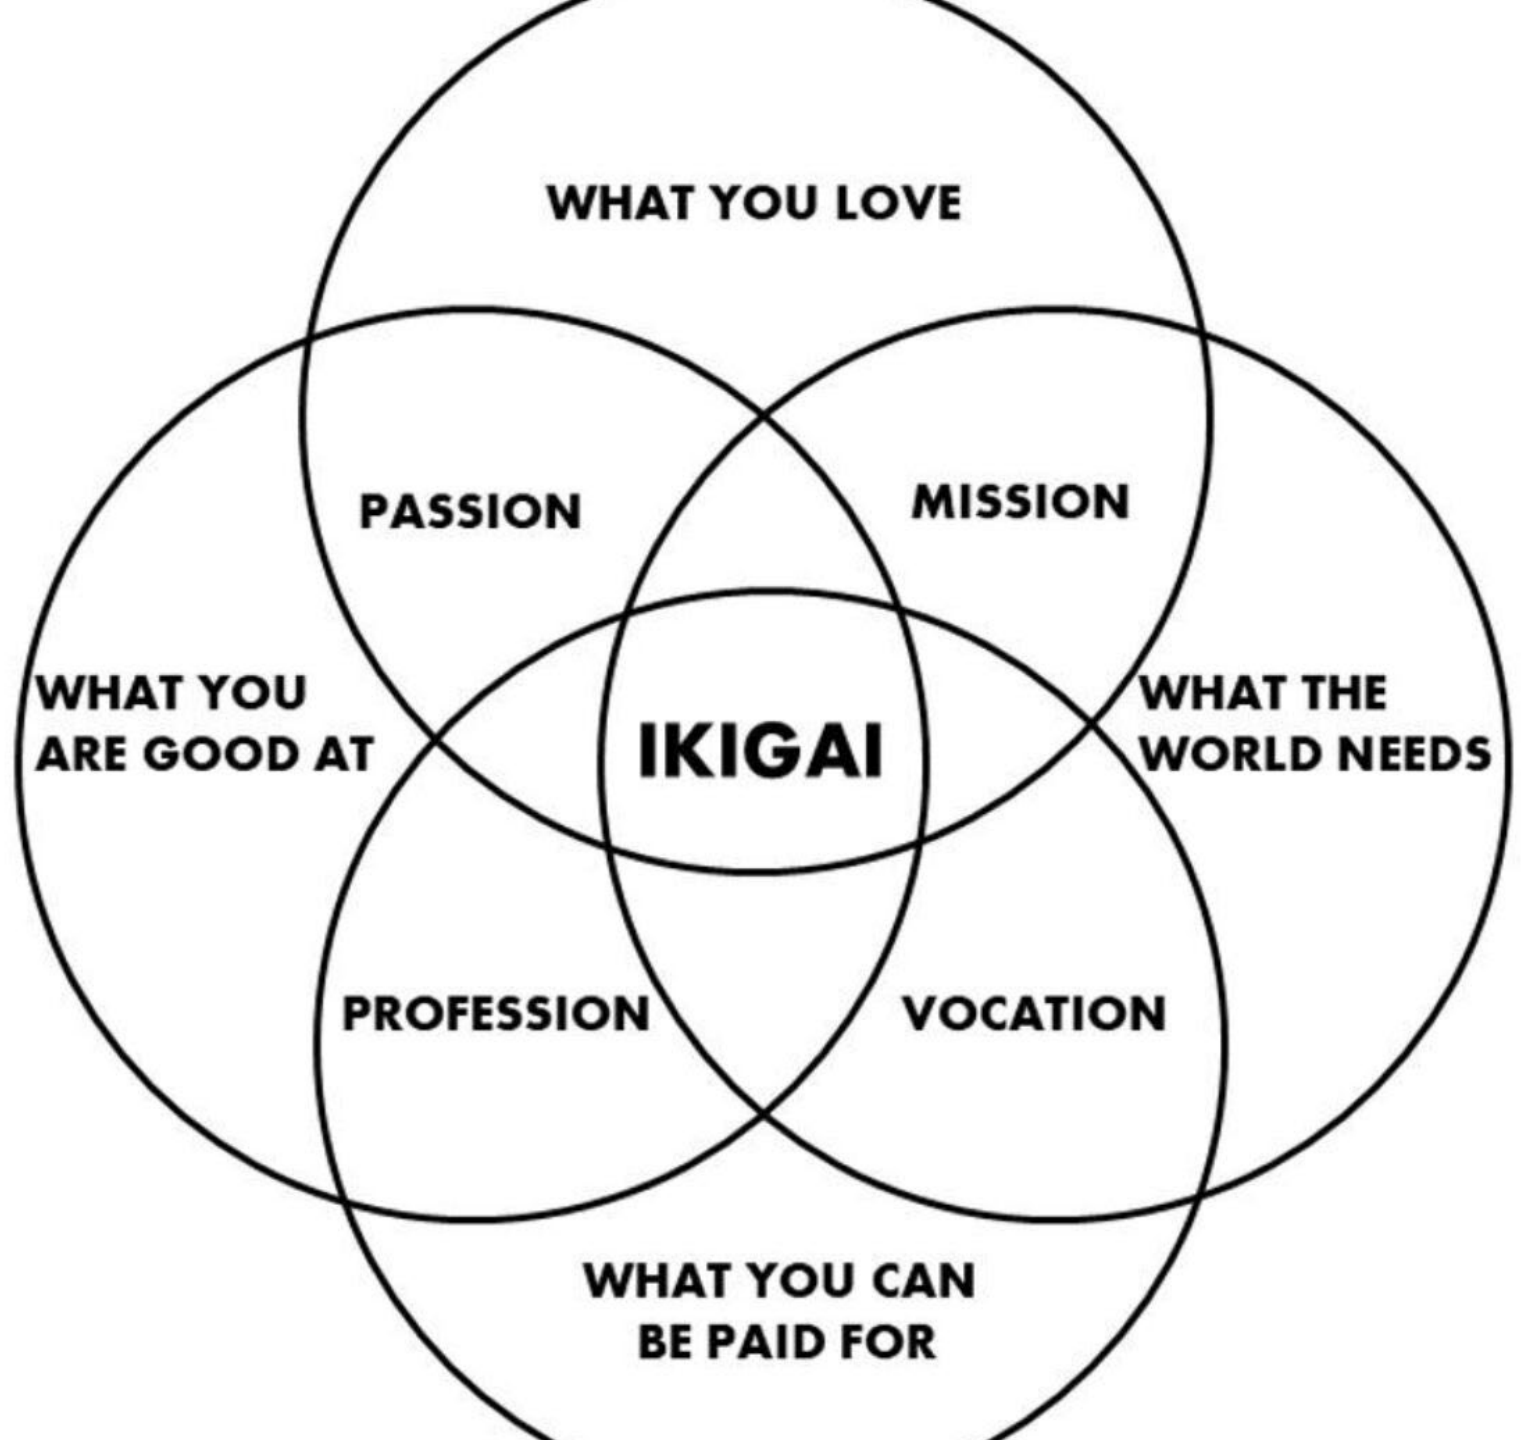 WHAT YOU LOVE
PASSION
MISSION
WHAT YOU
ARE GOOD AT
IKIGAI
WHAT THE
WORLD NEEDS
PROFESSION
VOCATION
WHAT YOU CAN
BE PAID FOR